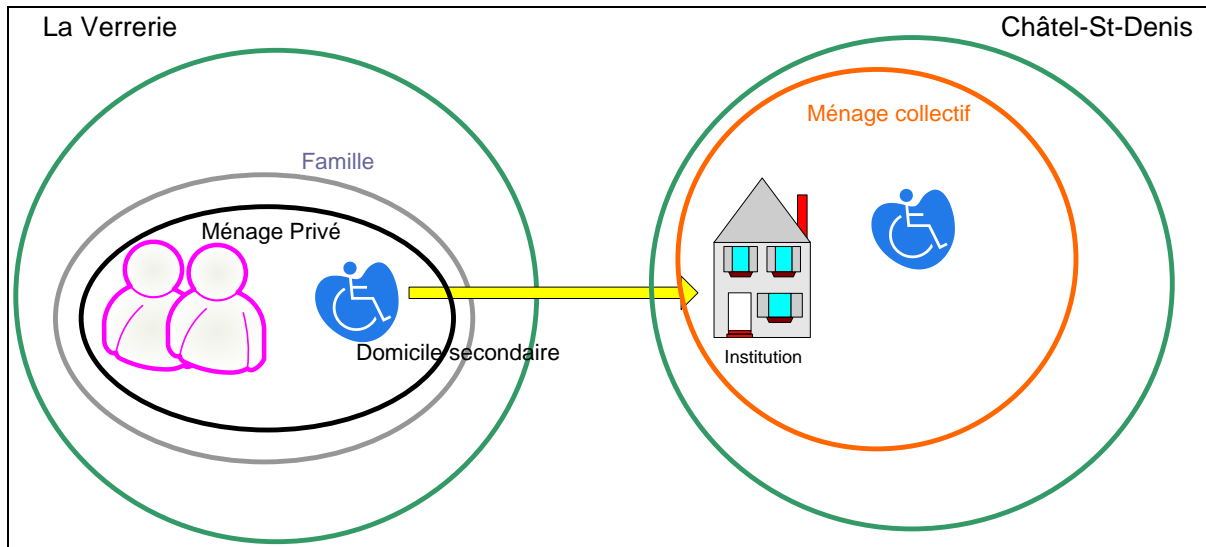 La Verrerie
Châtel-St-Denis
Ménage collectif
Famille
Ménage Privé
Domicile secondaire
Institution